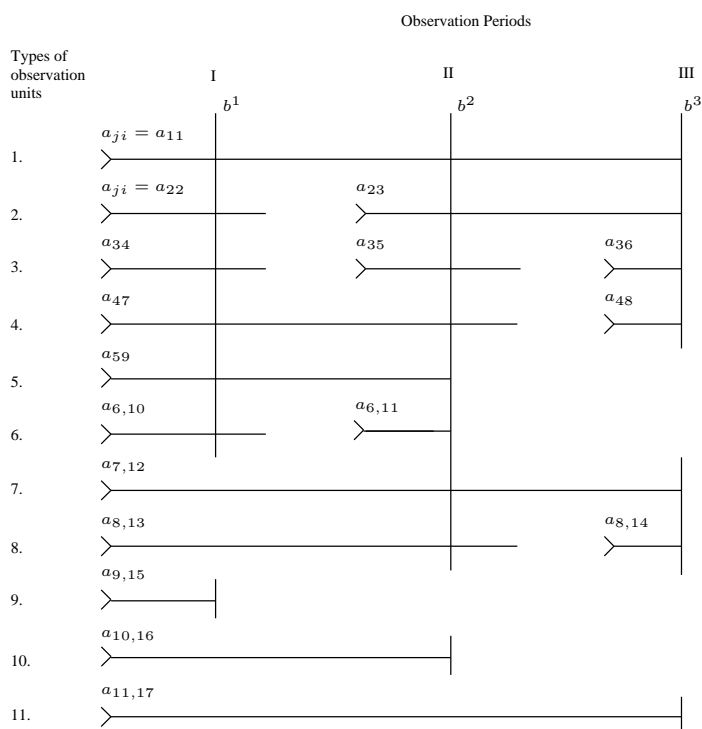 Observation Periods
Types of
observation
units
I II III
b^1 b^2 b^3
a_{ji} = a_{11}
1.
a_{ji} = a_{22} a_{23}
2.
a_{34} a_{35} a_{36}
3.
a_{47} a_{48}
4.
a_{59}
5.
a_{6,10} a_{6,11}
6.
a_{7,12}
7.
a_{8,13} a_{8,14}
8.
a_{9,15}
9.
a_{10,16}
10.
a_{11,17}
11.